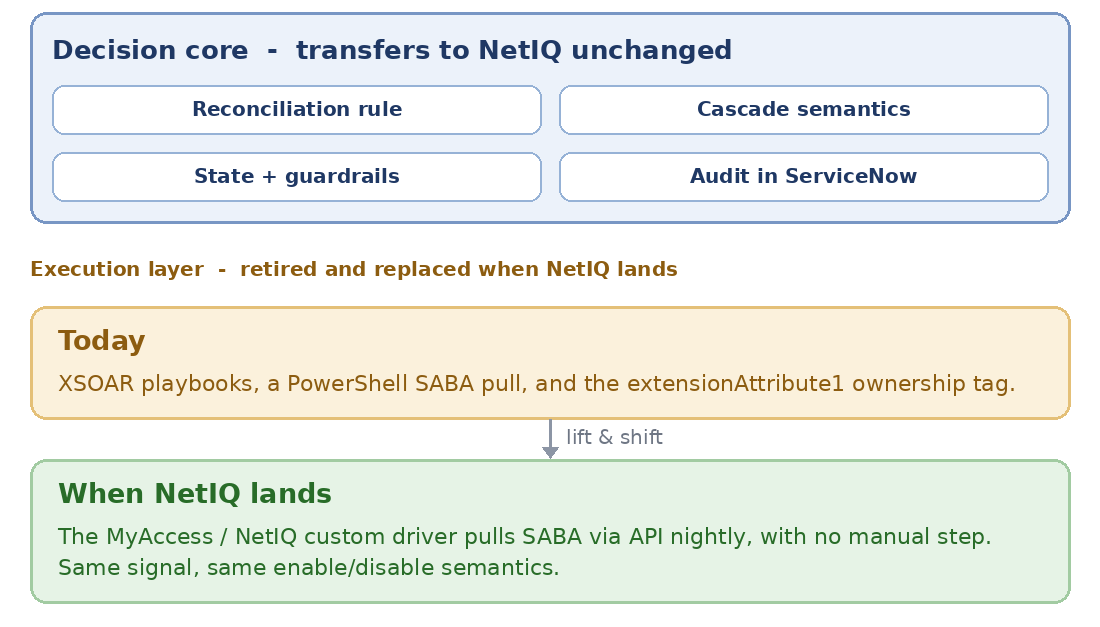 Decision core - transfers to NetIQ unchanged
Reconciliation rule
Cascade semantics
State + guardrails
Audit in ServiceNow
Execution layer - retired and replaced when NetIQ lands
Today
XSOAR playbooks, a PowerShell SABA pull, and the extensionAttribute1 ownership tag.
lift & shift
When NetIQ lands
The MyAccess / NetIQ custom driver pulls SABA via API nightly, with no manual step.
Same signal, same enable/disable semantics.